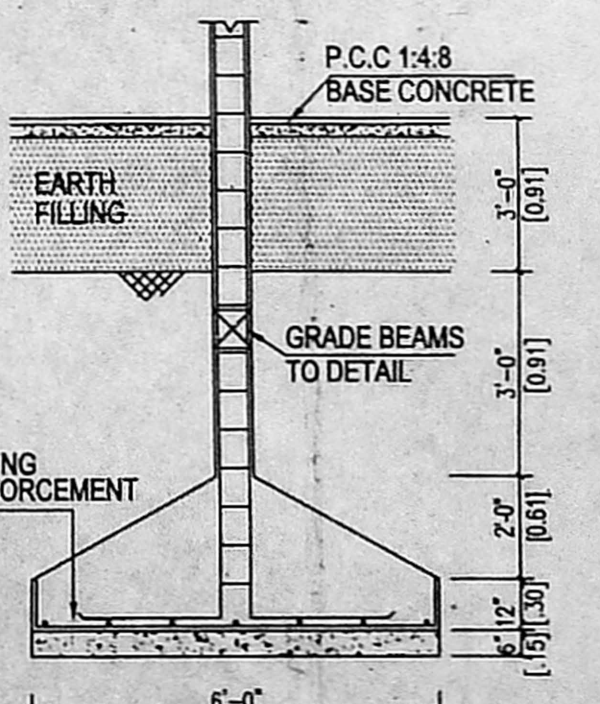 P.C.C 1:4:8
BASE CONCRETE
EARTH
FILLING
3'-0"
[0.91]
GRADE BEAMS
TO DETAIL
3'-0"
[0.91]
NG
ORCEMENT
2'-0"
[0.61]
12"
[.30]
6"
[.15]
6'-0"